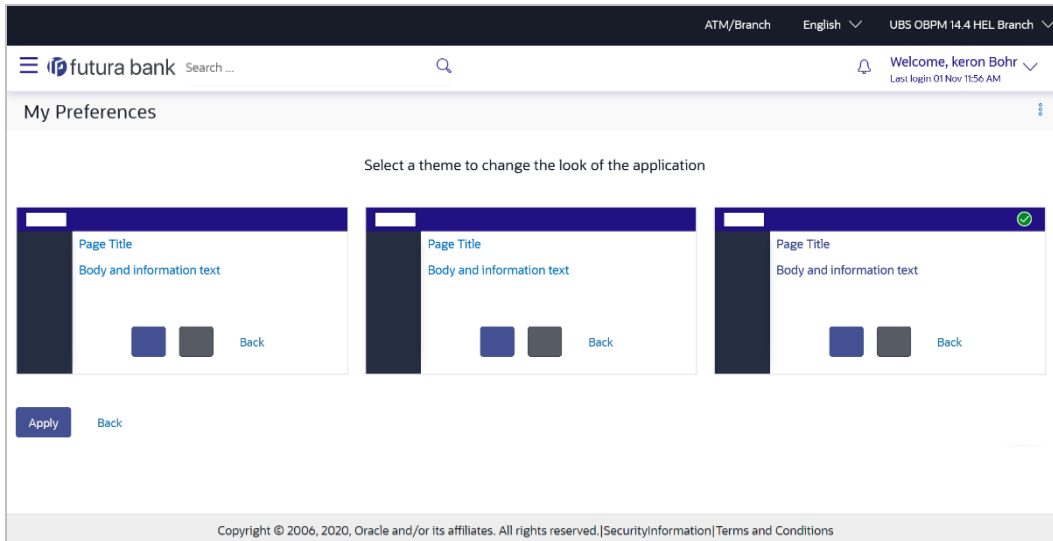 ATM/Branch English UBS OBPM 14.4 HEL Branch
futura bank Search ... Welcome, keron Bohr
Last login 01 Nov 11:56 AM
My Preferences
Select a theme to change the look of the application
Page Title Page Title Page Title
Body and information text Body and information text Body and information text
Back Back Back
Apply Back
Copyright © 2006, 2020, Oracle and/or its affiliates. All rights reserved.|SecurityInformation|Terms and Conditions